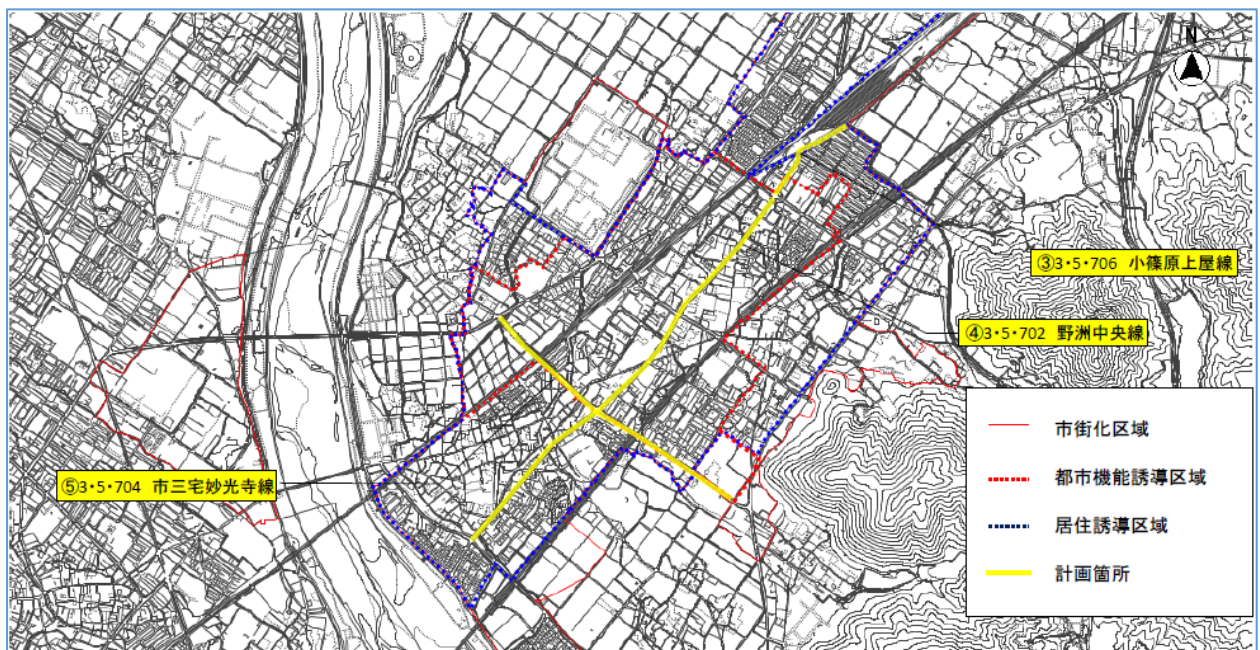 N
③3・5・706 小篠原上屋線
④3・5・702 野洲中央線
⑤3・5・704 市三宅妙光寺線
市街化区域
都市機能誘導区域
居住誘導区域
計画箇所